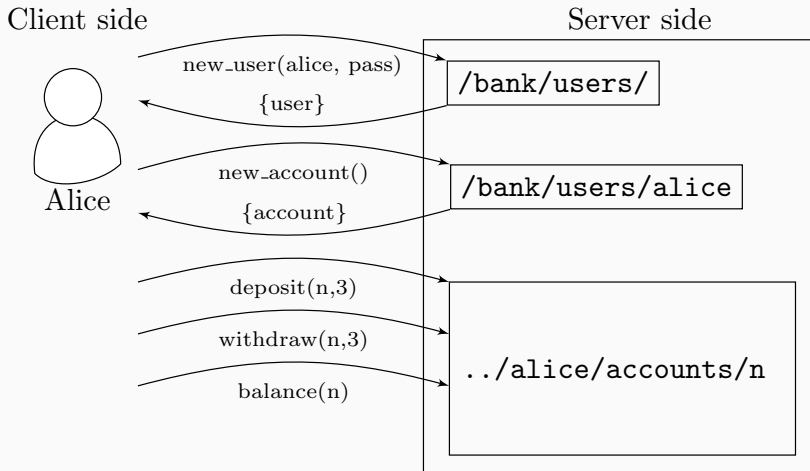 Client side
Server side
new_user(alice, pass)
/bank/users/
{user}
new_account()
/bank/users/alice
Alice
{account}
deposit(n,3)
withdraw(n,3)
../alice/accounts/n
balance(n)